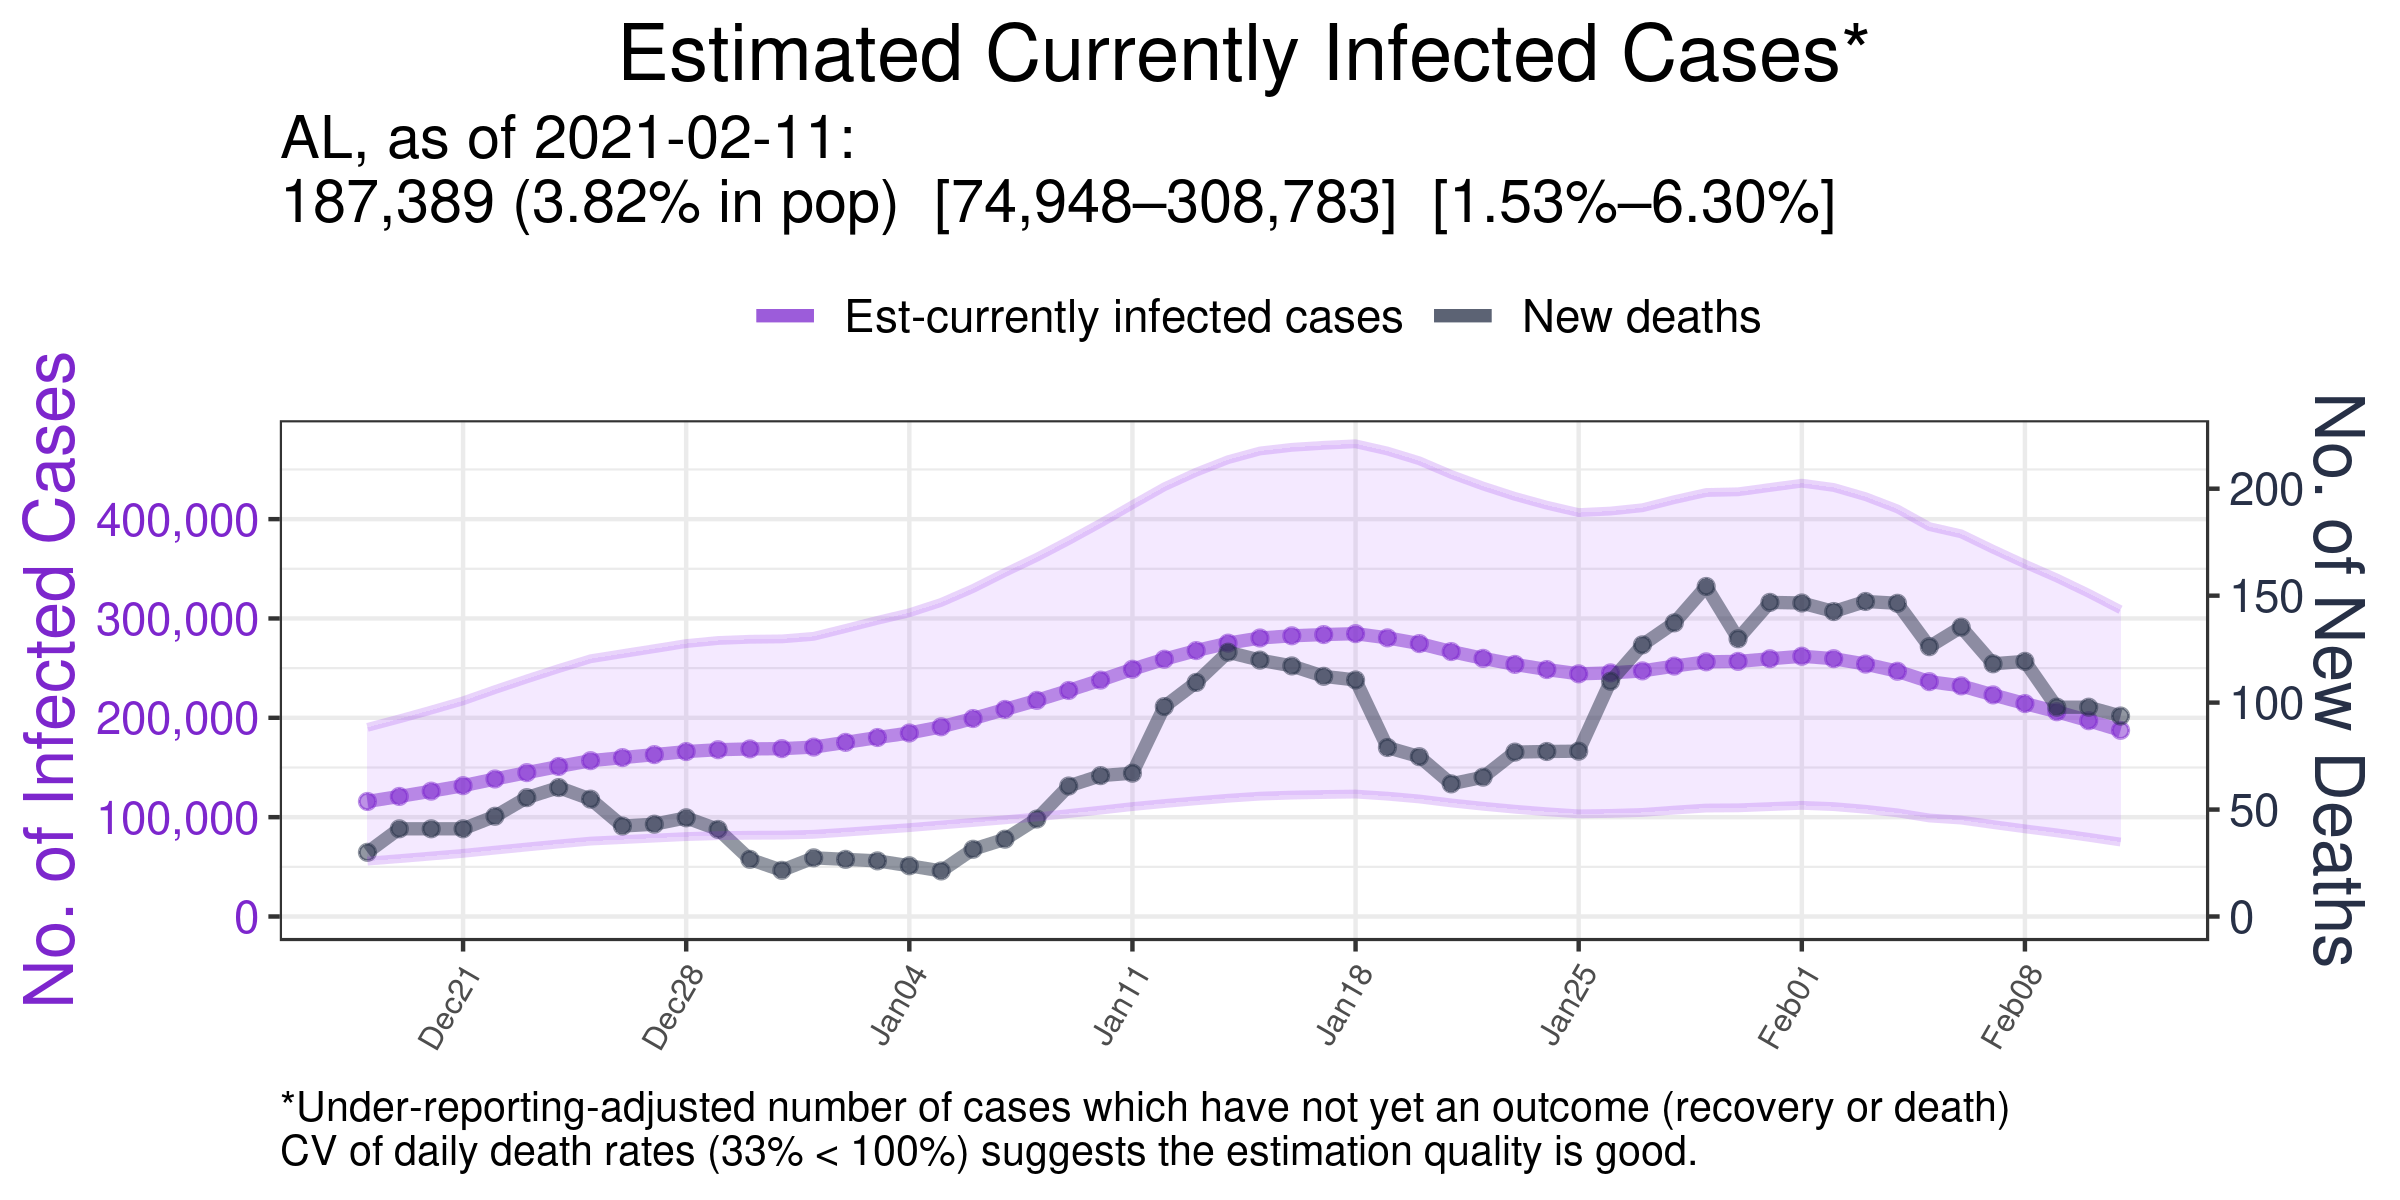 Estimated Currently Infected Cases*
AL, as of 2021-02-11:
187,389 (3.82% in pop) [74,948–308,783] [1.53%–6.30%]
Est-currently infected cases
New deaths
No. of Infected Cases
400,000
300,000
200,000
100,000
0
No. of New Deaths
200
150
100
50
0
Dec21
Dec28
Jan04
Jan11
Jan18
Jan25
Feb01
Feb08
*Under-reporting-adjusted number of cases which have not yet an outcome (recovery or death)
CV of daily death rates (33% < 100%) suggests the estimation quality is good.